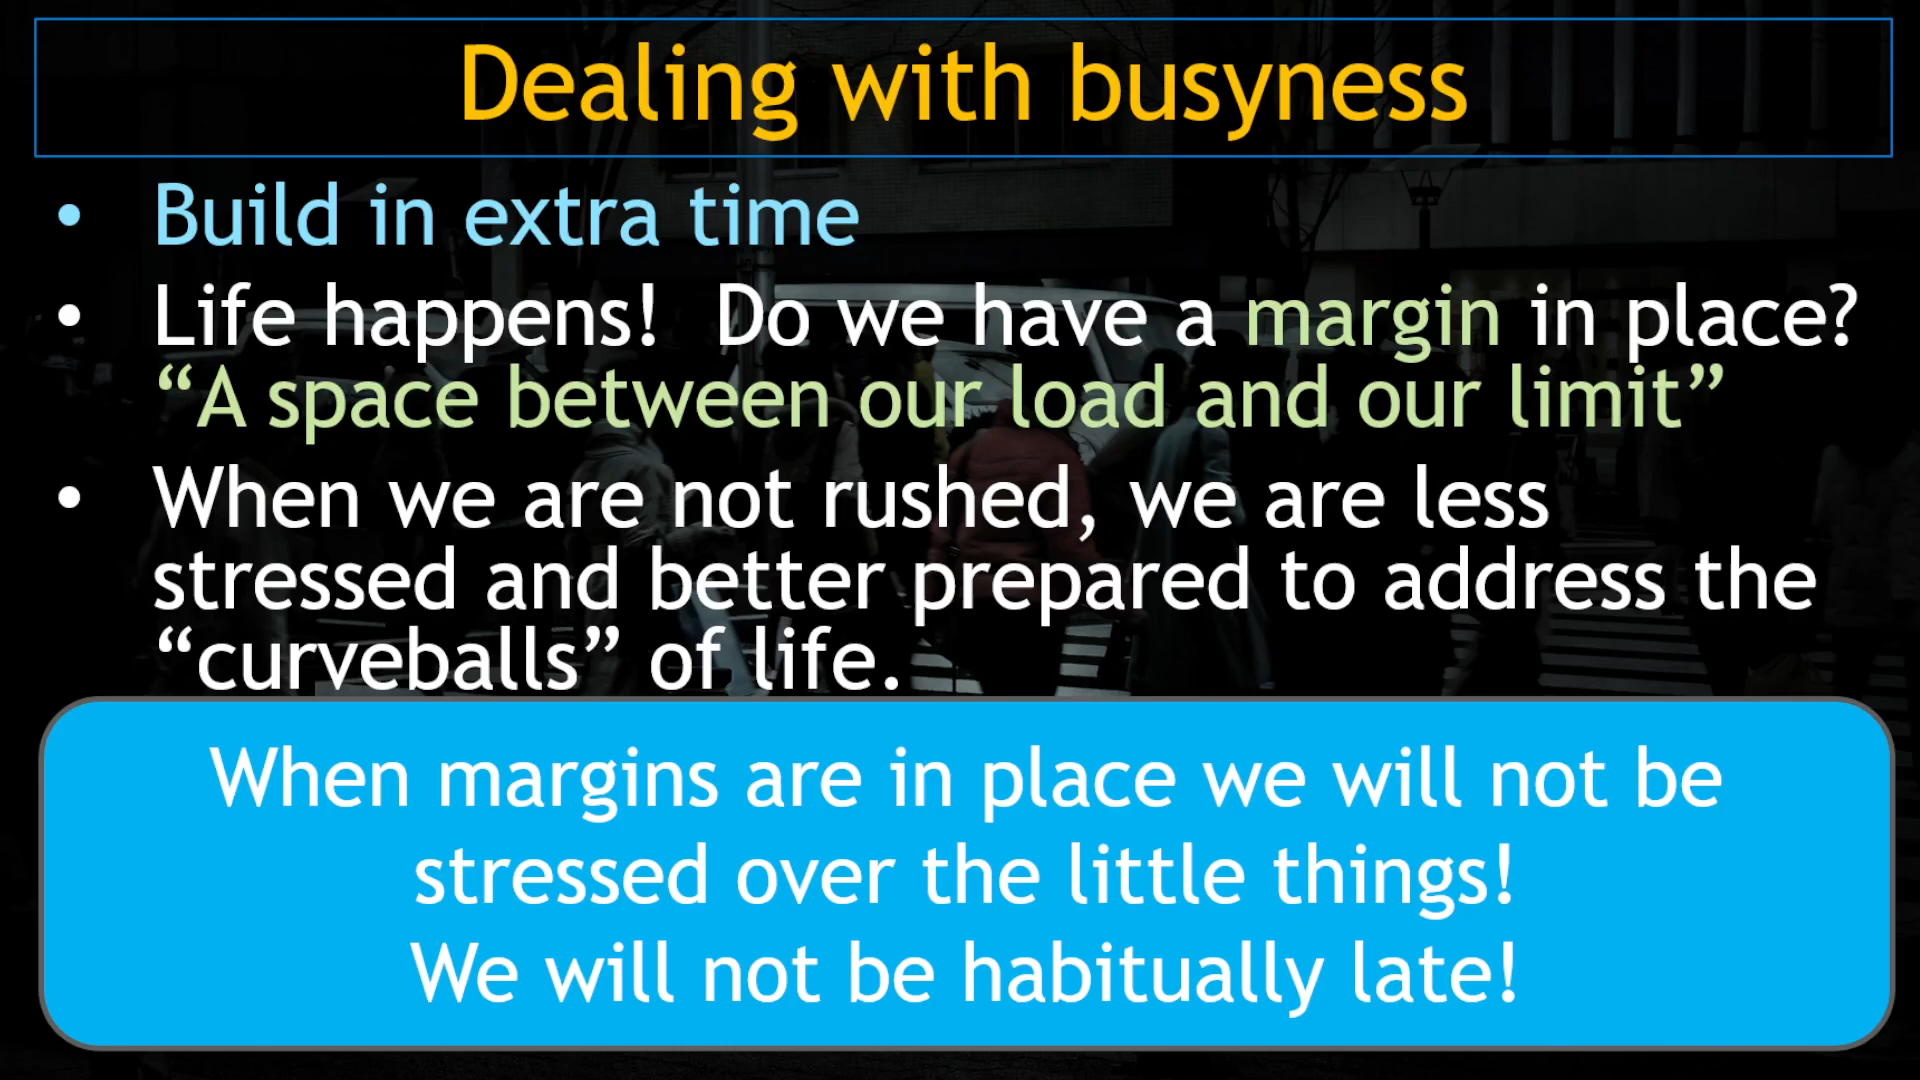 Dealing with busyness
• Build in extra time
• Life happens!  Do we have a margin in place?
“A space between our load and our limit”
• When we are not rushed, we are less
stressed and better prepared to address the
“curveballs” of life.
When margins are in place we will not be
stressed over the little things!
We will not be habitually late!